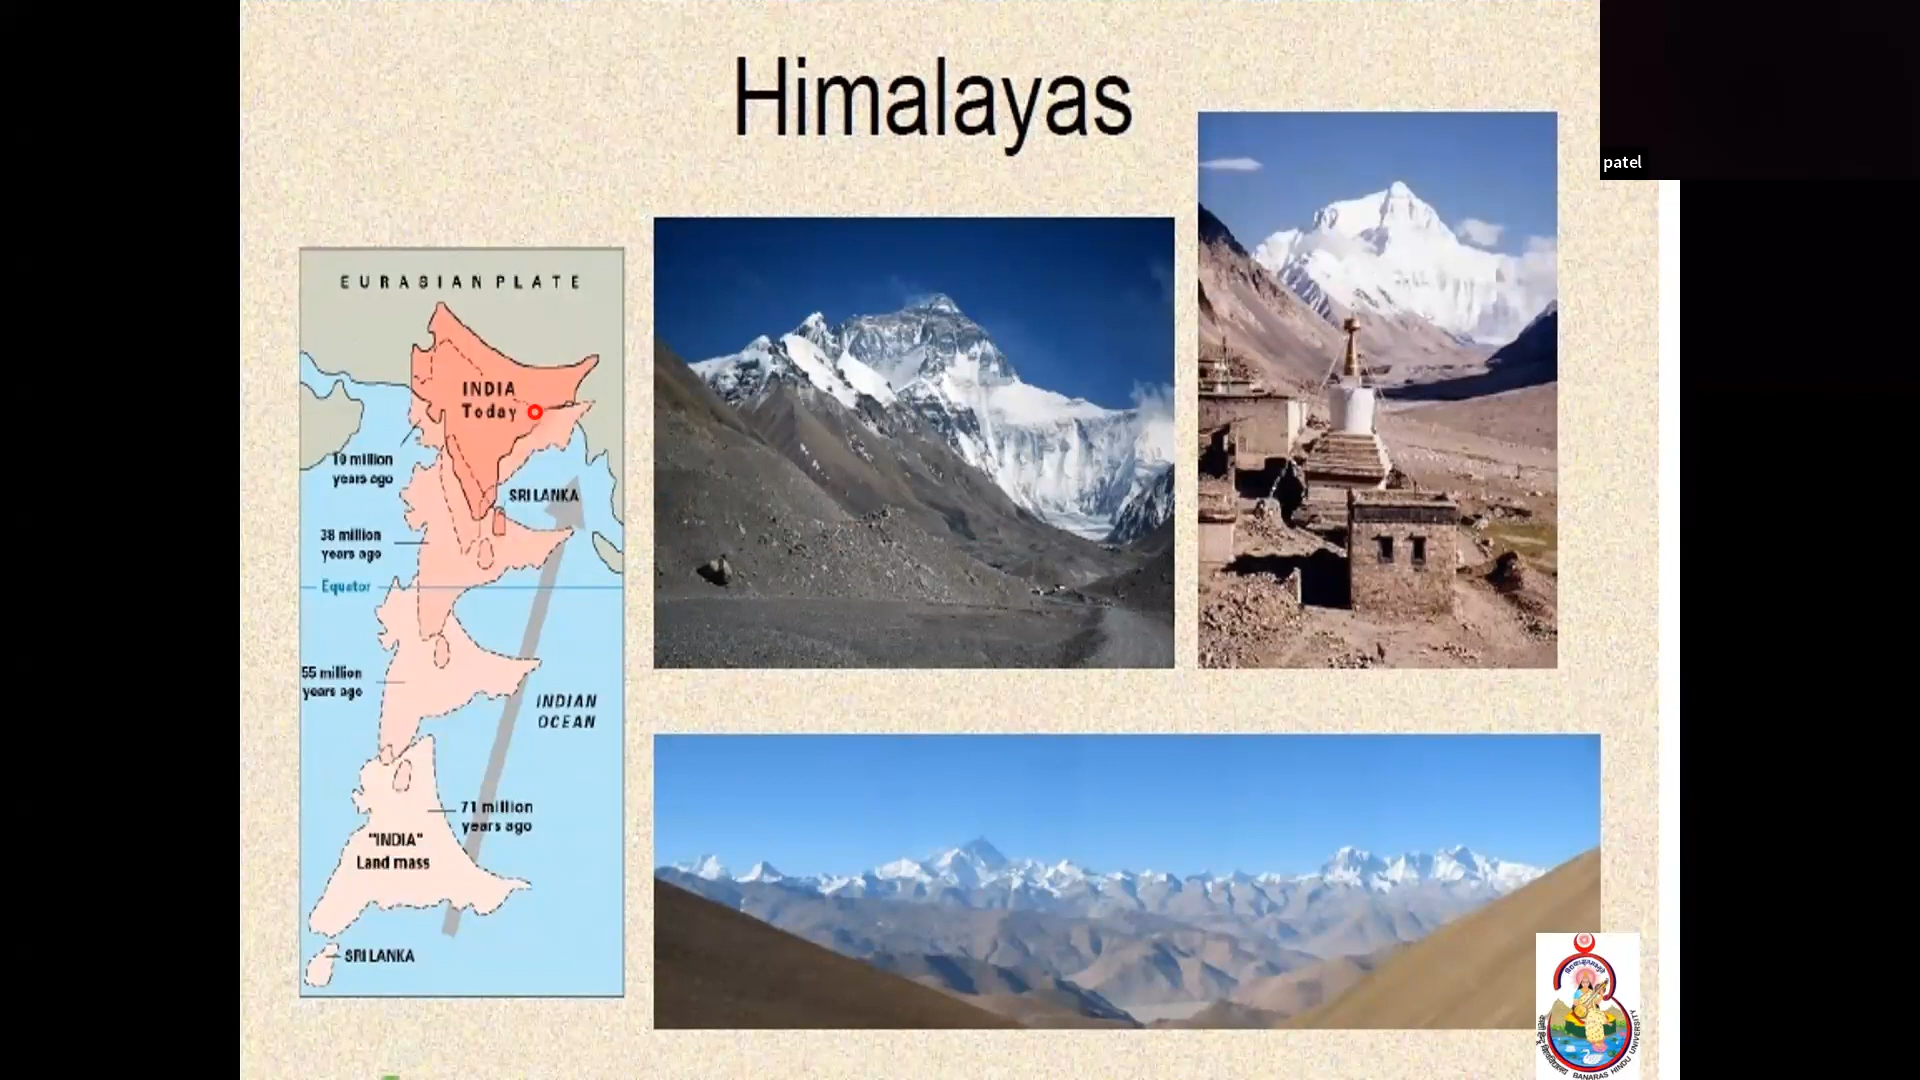 Himalayas
patel
EURASIAN PLATE
INDIA
Today
10 million
years ago
SRI LANKA
38 million
years ago
Equator
55 million
years ago
INDIAN
OCEAN
71 million
years ago
"INDIA"
Land mass
SRI LANKA
BANARAS HINDU UNIVERSITY